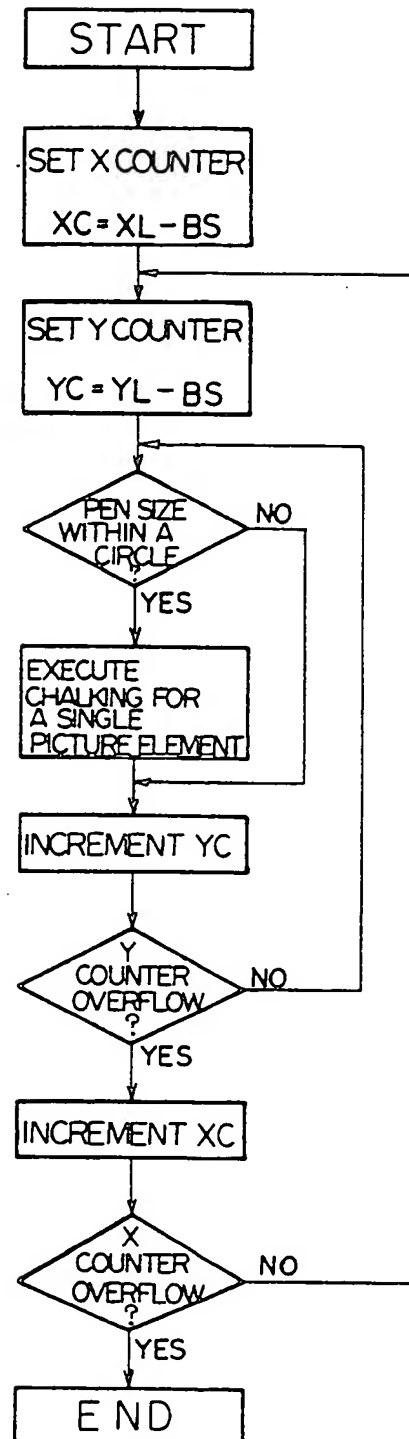 START
SET X COUNTER
XC=XL-BS
SET Y COUNTER
YC=YL-BS
PEN SIZE
WITHIN A
CIRCLE
?
NO
YES
EXECUTE
CHALKING FOR
A SINGLE
PICTURE ELEMENT
INCREMENT YC
Y
COUNTER
OVERFLOW
?
NO
YES
INCREMENT XC
X
COUNTER
OVERFLOW
?
NO
YES
END